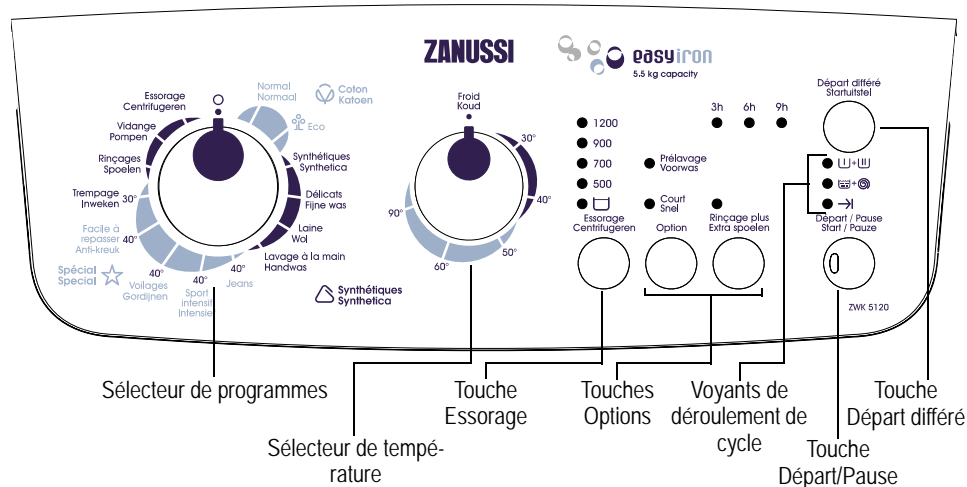 ZANUSSI
easyiron
5.5 kg capacity
Essorage
Centrifugeren
Vidange
Pompen
Rinçages
Spoelen
Trempage
Inweken
30°
Facile à
repasser
Anti-kreuk
40°
Spécial
Special
40°
Voilages
Gordijnen
40°
Sport
intensif
Intensie
40°
Jeans
Normal
Normaal
Coton
Katoen
Eco
Synthétiques
Synthetica
Délicats
Fijne was
Laine
Wol
Lavage à la main
Handwas
Synthétiques
Synthetica
Froid
Koud
30°
40°
50°
60°
90°
1200
900
700
500
Essorage
Centrifugeren
Prélavage
Voorwas
Court
Snel
Option
Rinçage plus
Extra spoelen
3h 6h 9h
Départ différé
Startuitstel
Départ / Pause
Start / Pauze
ZWK 5120
Sélecteur de programmes
Sélecteur de tempé-
rature
Touche
Essorage
Touches
Options
Voyants de
déroulement de
cycle
Touche
Départ/Pause
Touche
Départ différé